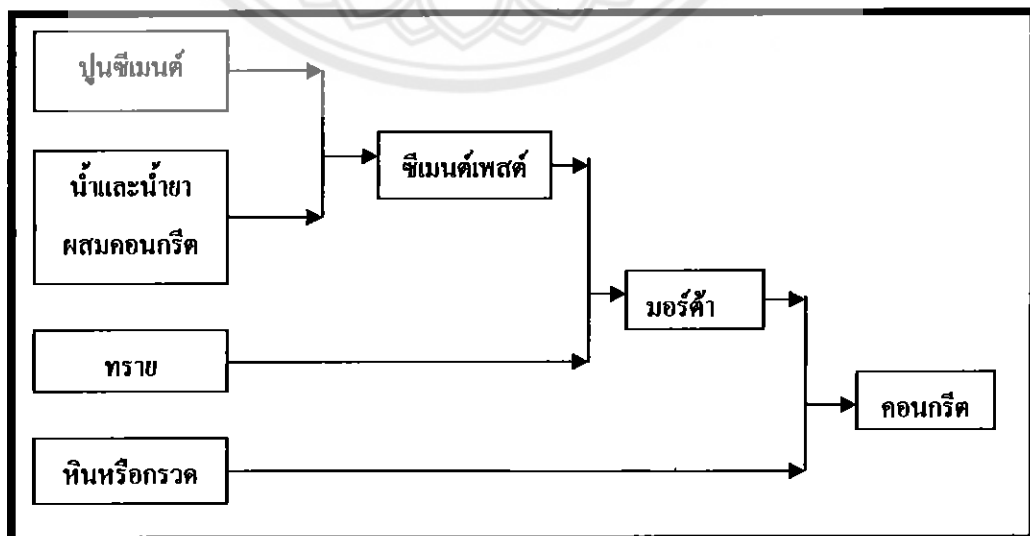 ปูนซีเมนต์
น้ำและน้ำยา
ผสมคอนกรีต
ซีเมนต์เพสต์
ทราย
มอร์ต้า
หินหรือกรวด
คอนกรีต